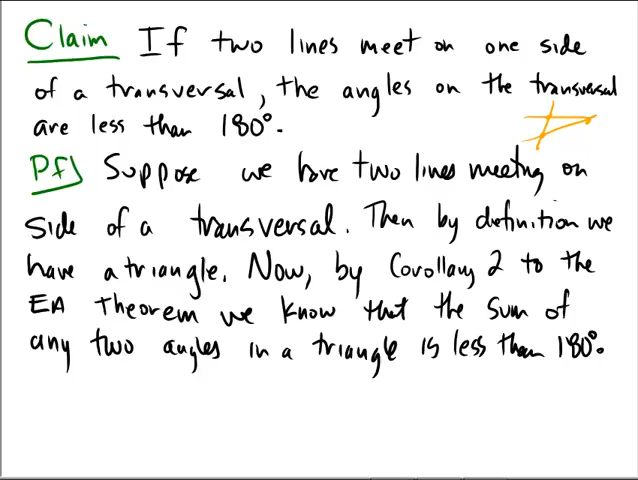 Claim If two lines meet on one side
of a transversal, the angles on the transversal
are less than 180°.
Pf) Suppose we have two lines meeting on
side of a transversal. Then by definition we
have a triangle. Now, by Corollary 2 to the
EA Theorem we know that the sum of
any two angles in a triangle is less than 180°.